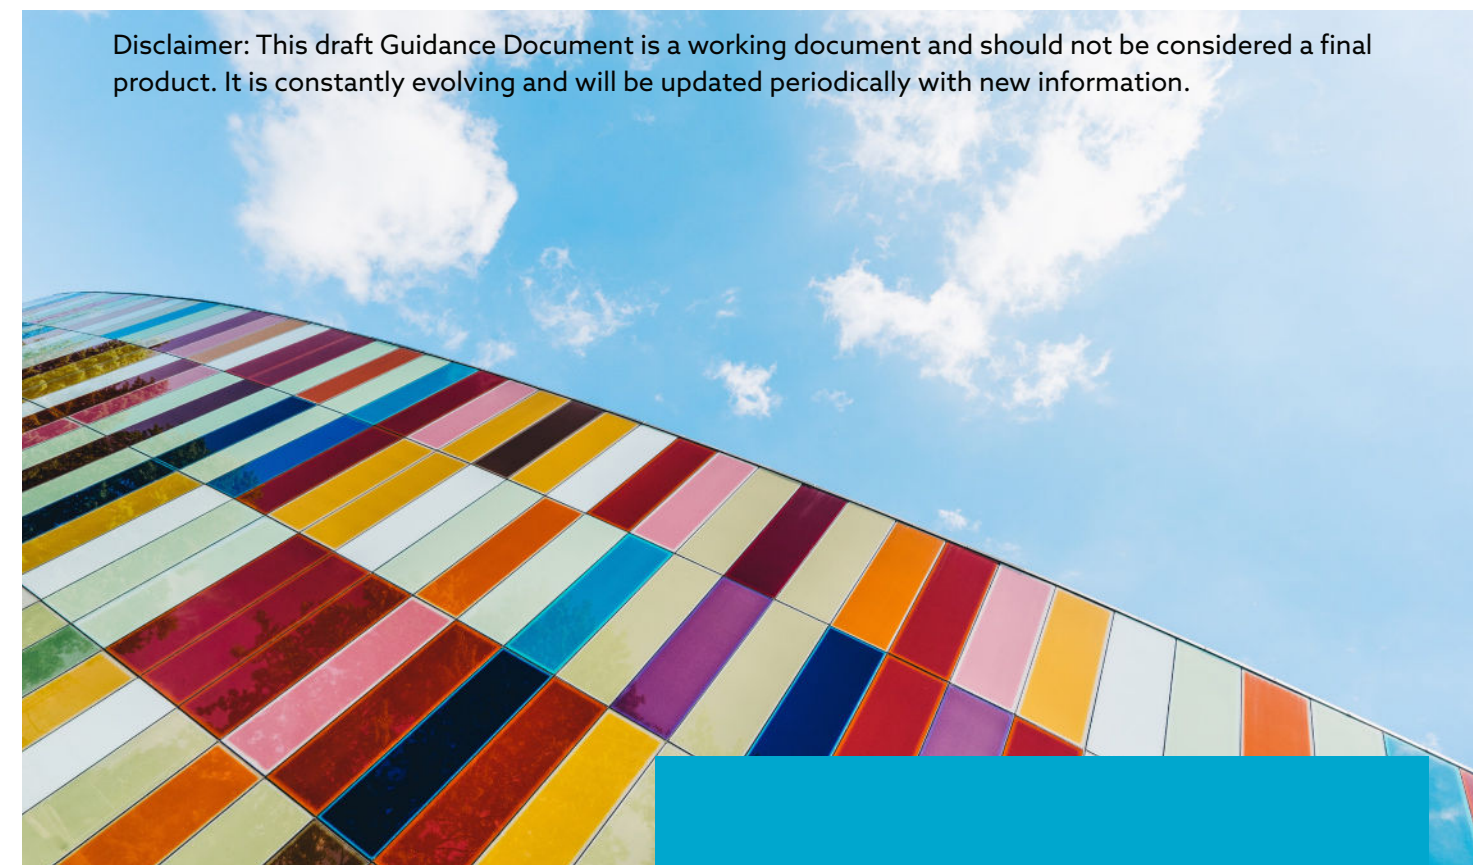 Disclaimer: This draft Guidance Document is a working document and should not be considered a final
product. It is constantly evolving and will be updated periodically with new information.